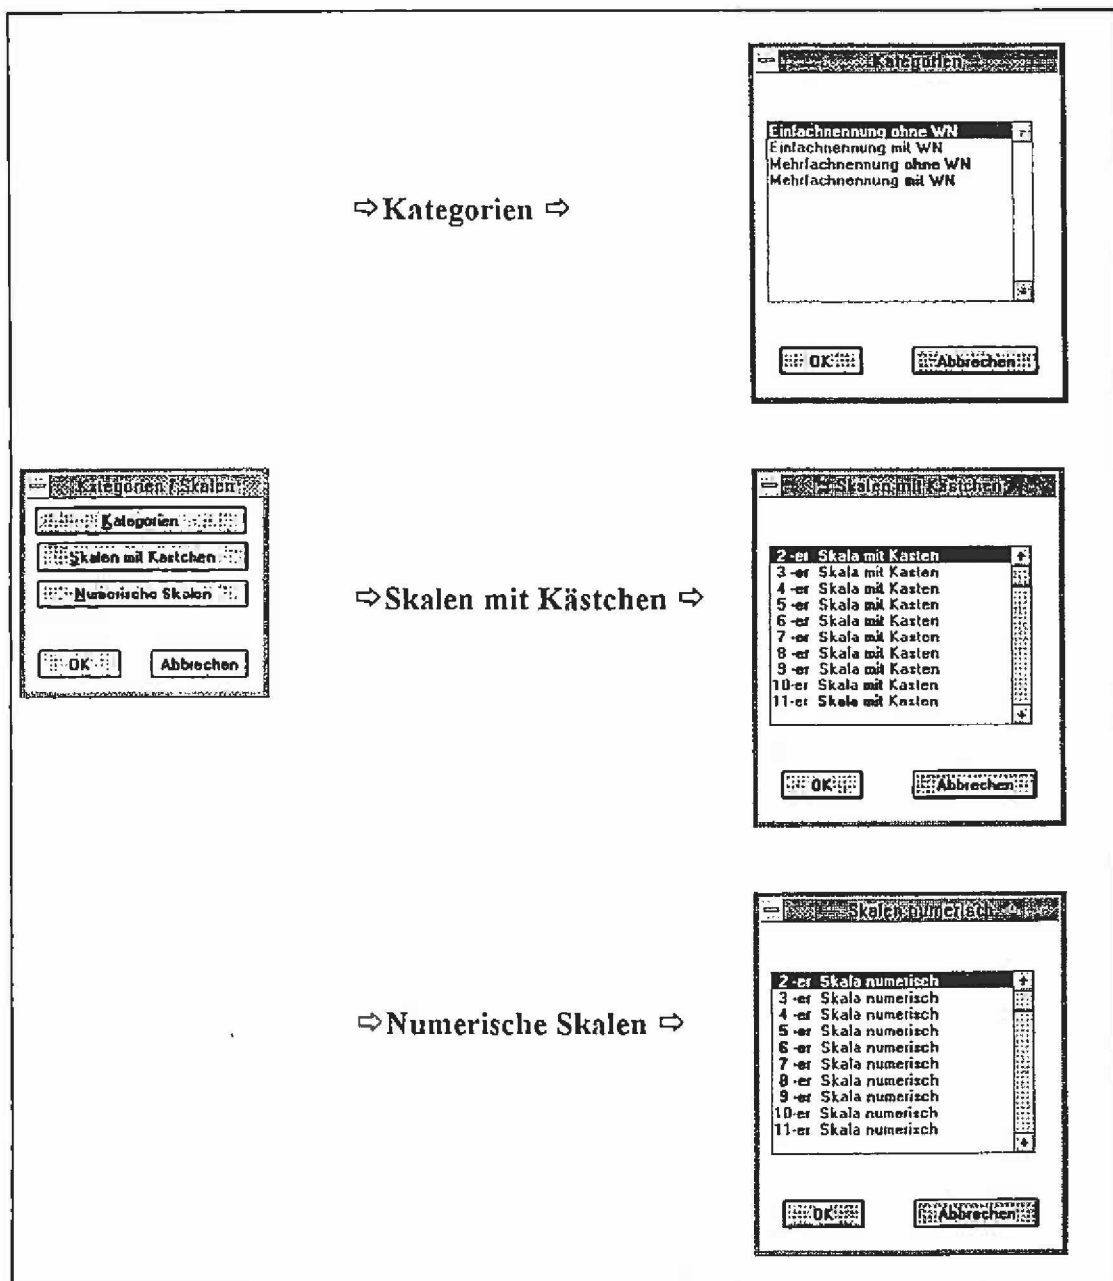 Kategorien
Einfachnennung ohne WN
Einfachnennung mit WN
Mehrfachnennung ohne WN
Mehrfachnennung mit WN
OK
Abbrechen
⇨Kategorien ⇨
Kategorien / Skalen
Kategorien
Skalen mit Kästchen
Numerische Skalen
OK
Abbrechen
⇨Skalen mit Kästchen ⇨
Skalen mit Kästchen
2-er Skala mit Kasten
3-er Skala mit Kasten
4-er Skala mit Kasten
5-er Skala mit Kasten
6-er Skala mit Kasten
7-er Skala mit Kasten
8-er Skala mit Kasten
9-er Skala mit Kasten
10-er Skala mit Kasten
11-er Skala mit Kasten
OK
Abbrechen
⇨Numerische Skalen ⇨
Skalen numerisch
2-er Skala numerisch
3-er Skala numerisch
4-er Skala numerisch
5-er Skala numerisch
6-er Skala numerisch
7-er Skala numerisch
8-er Skala numerisch
9-er Skala numerisch
10-er Skala numerisch
11-er Skala numerisch
OK
Abbrechen